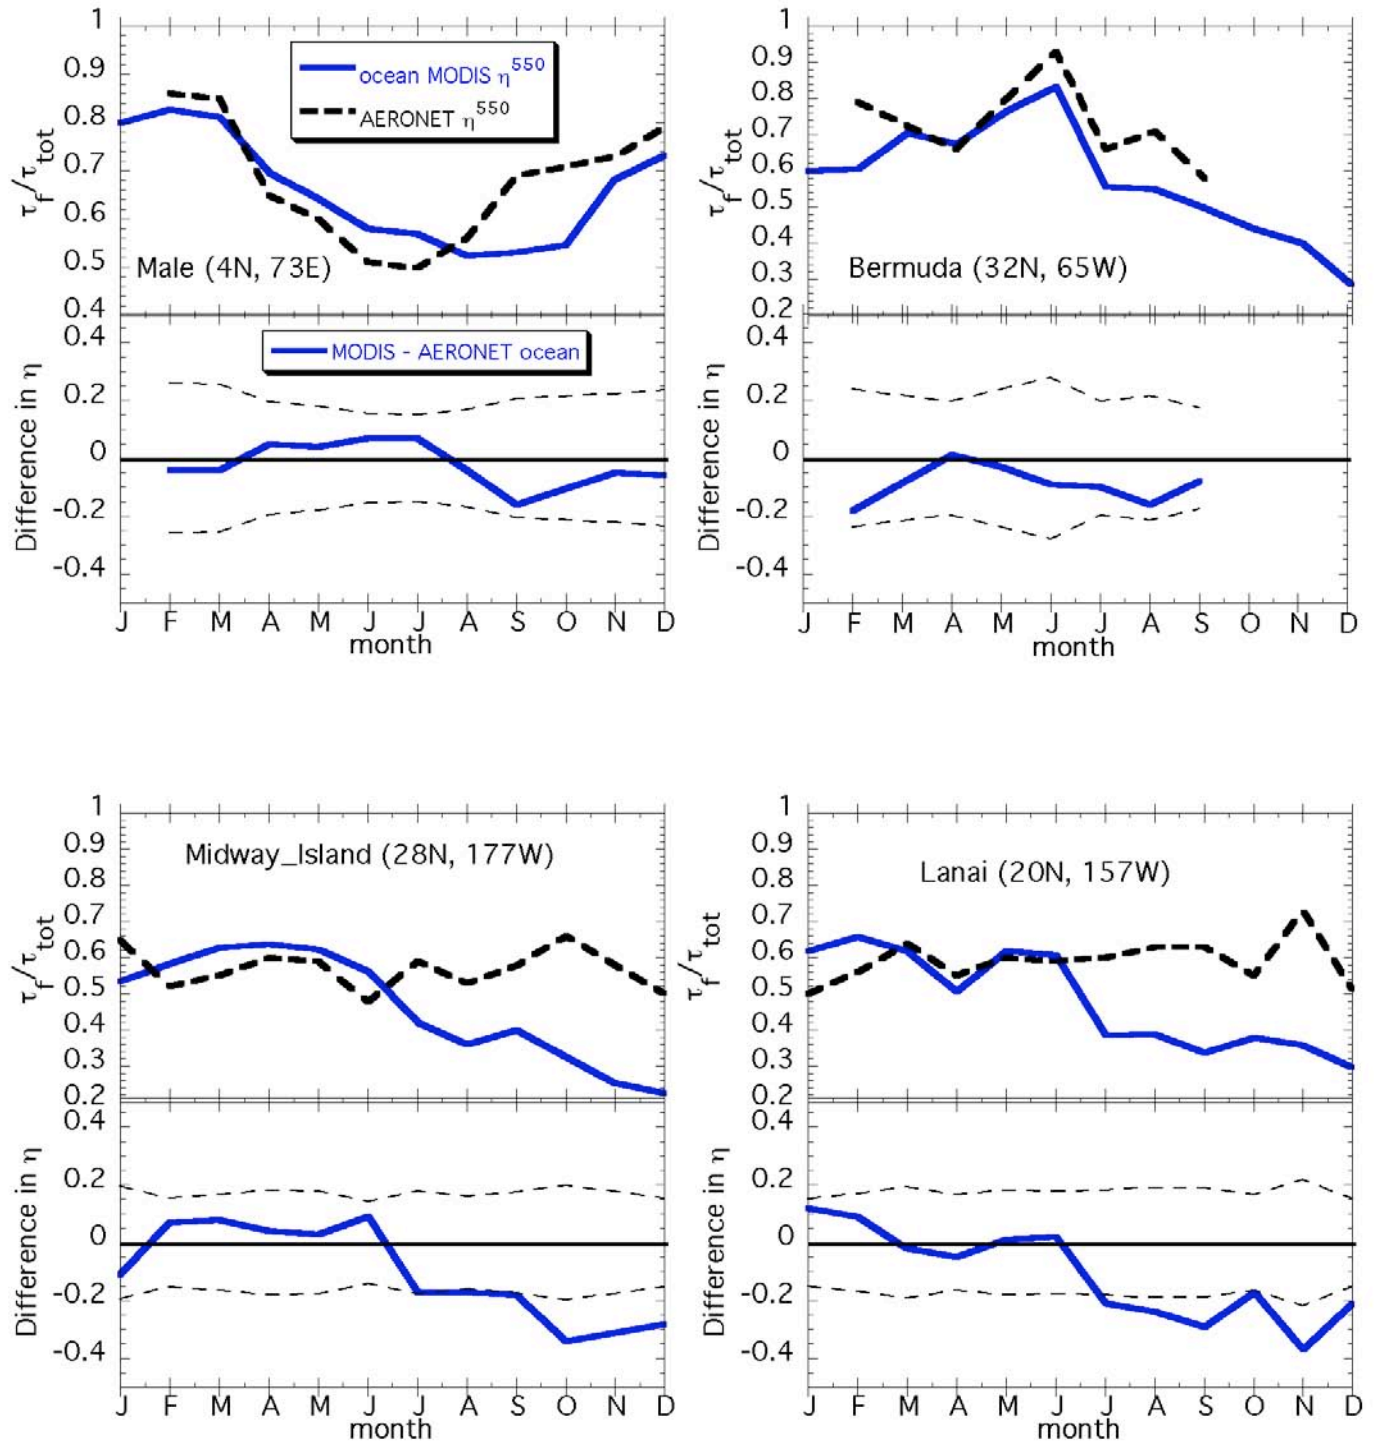 1
0.9
0.8
0.7
0.6
0.5
0.4
τf/τtot
ocean MODIS η550
AERONET η550
Male (4N, 73E)
0.4
0.2
0
-0.2
-0.4
Difference in η
MODIS - AERONET ocean
J F M A M J J A S O N D
month
1
0.9
0.8
0.7
0.6
0.5
0.4
0.3
0.2
τf/τtot
Bermuda (32N, 65W)
0.4
0.2
0
-0.2
-0.4
Difference in η
J F M A M J J A S O N D
month
1
0.9
0.8
0.7
0.6
0.5
0.4
0.3
0.2
τf/τtot
Midway_Island (28N, 177W)
0.4
0.2
0
-0.2
-0.4
Difference in η
J F M A M J J A S O N D
month
1
0.9
0.8
0.7
0.6
0.5
0.4
0.3
0.2
τf/τtot
Lanai (20N, 157W)
0.4
0.2
0
-0.2
-0.4
Difference in η
J F M A M J J A S O N D
month